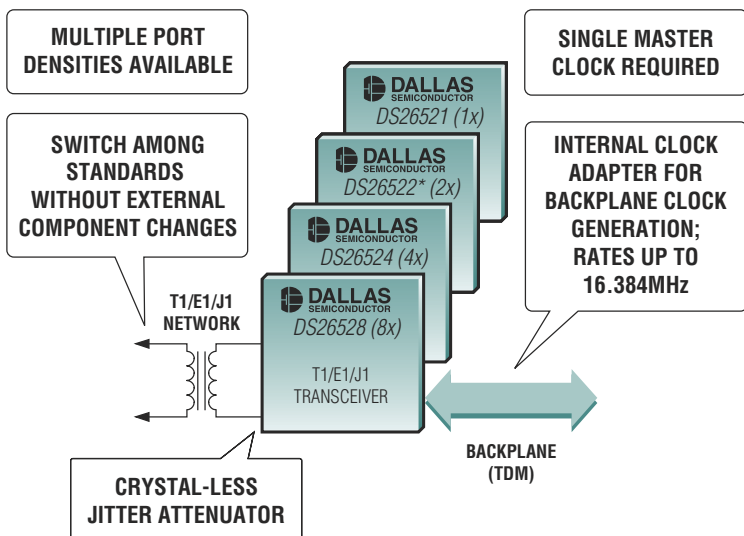 MULTIPLE PORT
DENSITIES AVAILABLE
SINGLE MASTER
CLOCK REQUIRED
SWITCH AMONG
STANDARDS
WITHOUT EXTERNAL
COMPONENT CHANGES
INTERNAL CLOCK
ADAPTER FOR
BACKPLANE CLOCK
GENERATION;
RATES UP TO
16.384MHz
DALLAS
SEMICONDUCTOR
DS26521 (1x)
DALLAS
SEMICONDUCTOR
DS26522* (2x)
DALLAS
SEMICONDUCTOR
DS26524 (4x)
DALLAS
SEMICONDUCTOR
DS26528 (8x)
T1/E1/J1
TRANSCEIVER
T1/E1/J1
NETWORK
BACKPLANE
(TDM)
CRYSTAL-LESS
JITTER ATTENUATOR